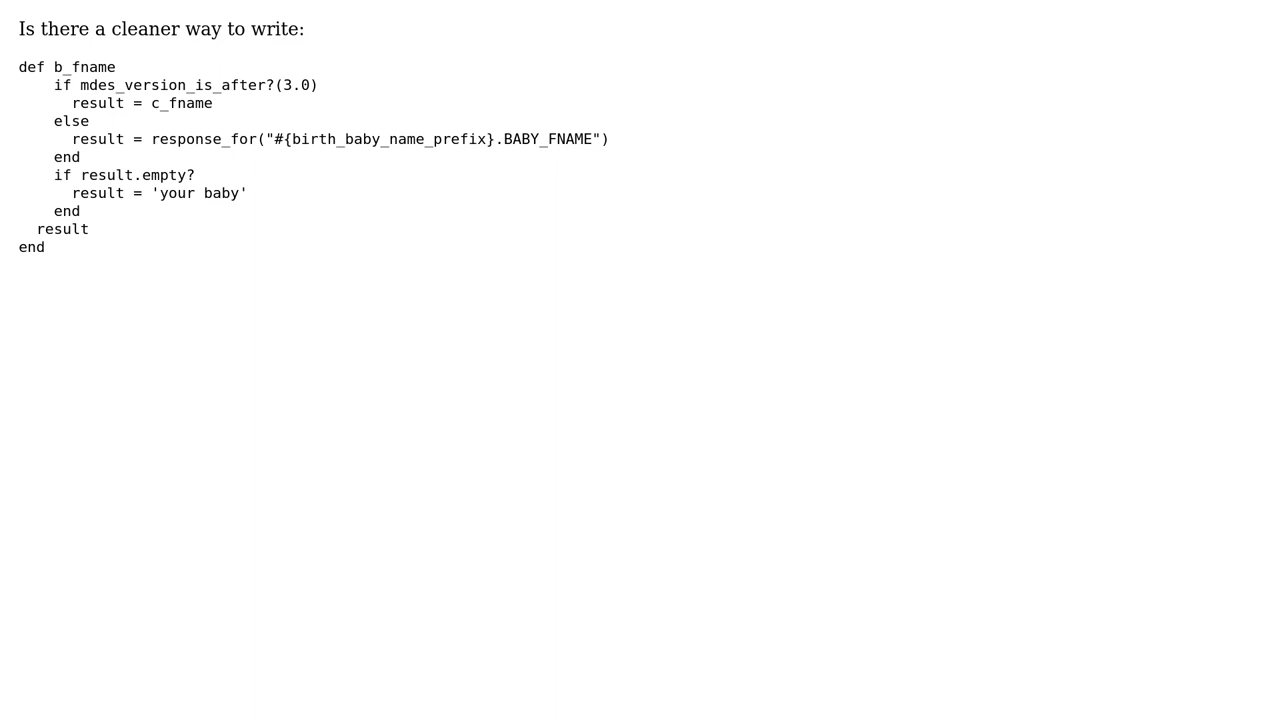 Is there a cleaner way to write:
def b_fname
    if mdes_version_is_after?(3.0)
      result = c_fname
    else
      result = response_for("#{birth_baby_name_prefix}.BABY_FNAME")
    end
    if result.empty?
      result = 'your baby'
    end
  result
end